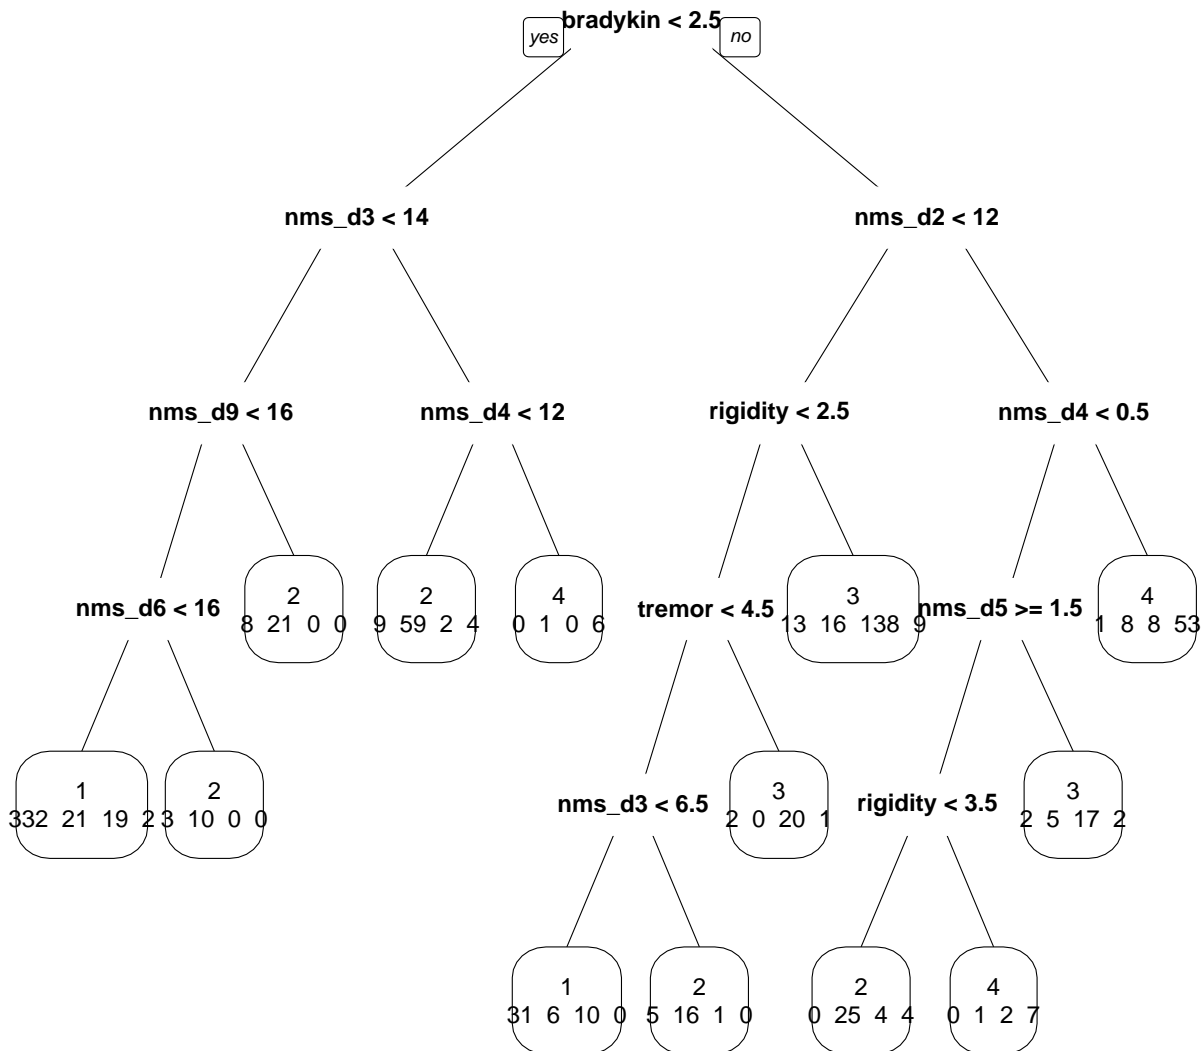 bradykin < 2.5
yes
no
nms_d3 < 14
nms_d2 < 12
nms_d9 < 16
nms_d4 < 12
rigidity < 2.5
nms_d4 < 0.5
nms_d6 < 16
2
8 21 0 0
2
9 59 2 4
4
0 1 0 6
tremor < 4.5
3
13 16 138 9
nms_d5 >= 1.5
4
1 8 8 53
1
332 21 19 2
2
3 10 0 0
nms_d3 < 6.5
3
2 0 20 1
rigidity < 3.5
3
2 5 17 2
1
31 6 10 0
2
5 16 1 0
2
0 25 4 4
4
0 1 2 7